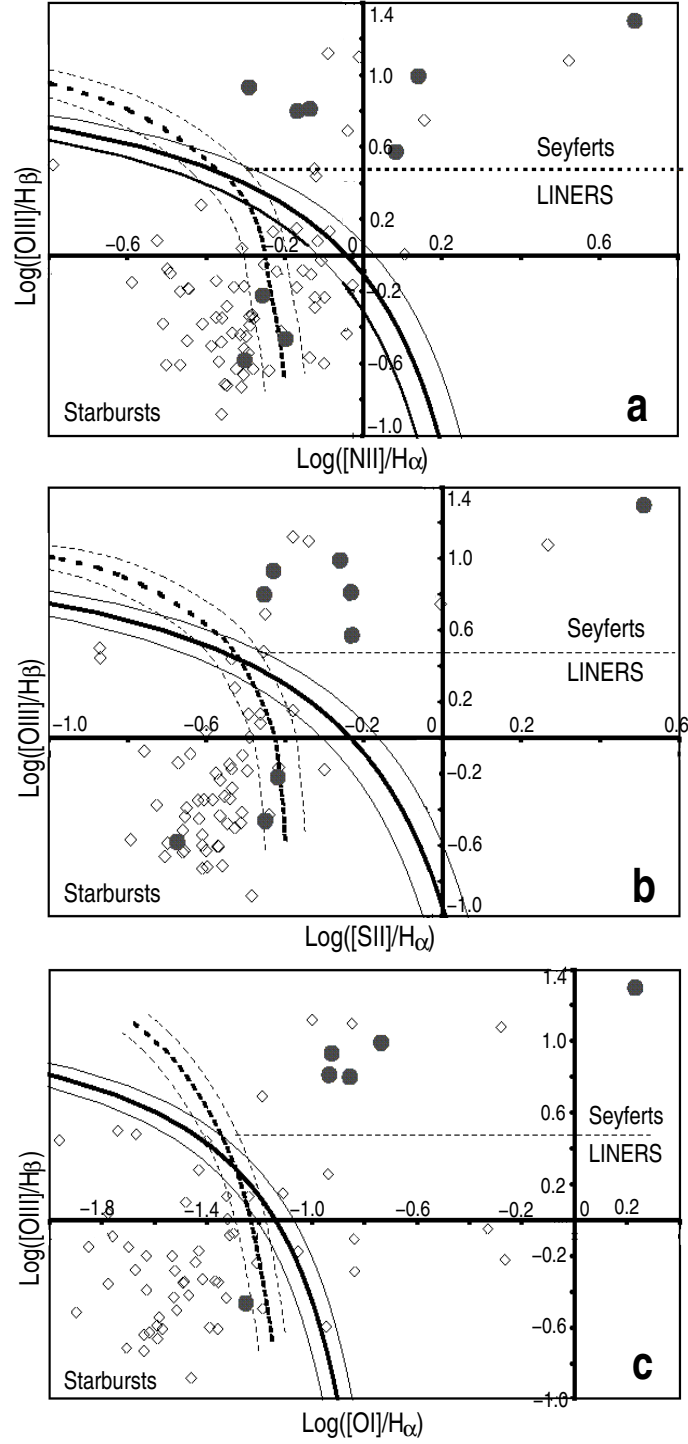 1.4
1.0
0.6
Seyferts
LINERS
0.2
−0.6
−0.2
0
0.2
0.6
−0.2
−0.6
−1.0
Starbursts
a
Log([OIII]/Hβ)
Log([NII]/Hα)
1.4
1.0
0.6
Seyferts
LINERS
0.2
−1.0
−0.6
−0.2
0
0.2
0.6
−0.2
−0.6
−1.0
Starbursts
b
Log([OIII]/Hβ)
Log([SII]/Hα)
1.4
1.0
0.6
Seyferts
LINERS
0.2
−1.8
−1.4
−1.0
−0.6
−0.2
0
0.2
−0.2
−0.6
−1.0
Starbursts
c
Log([OIII]/Hβ)
Log([OI]/Hα)